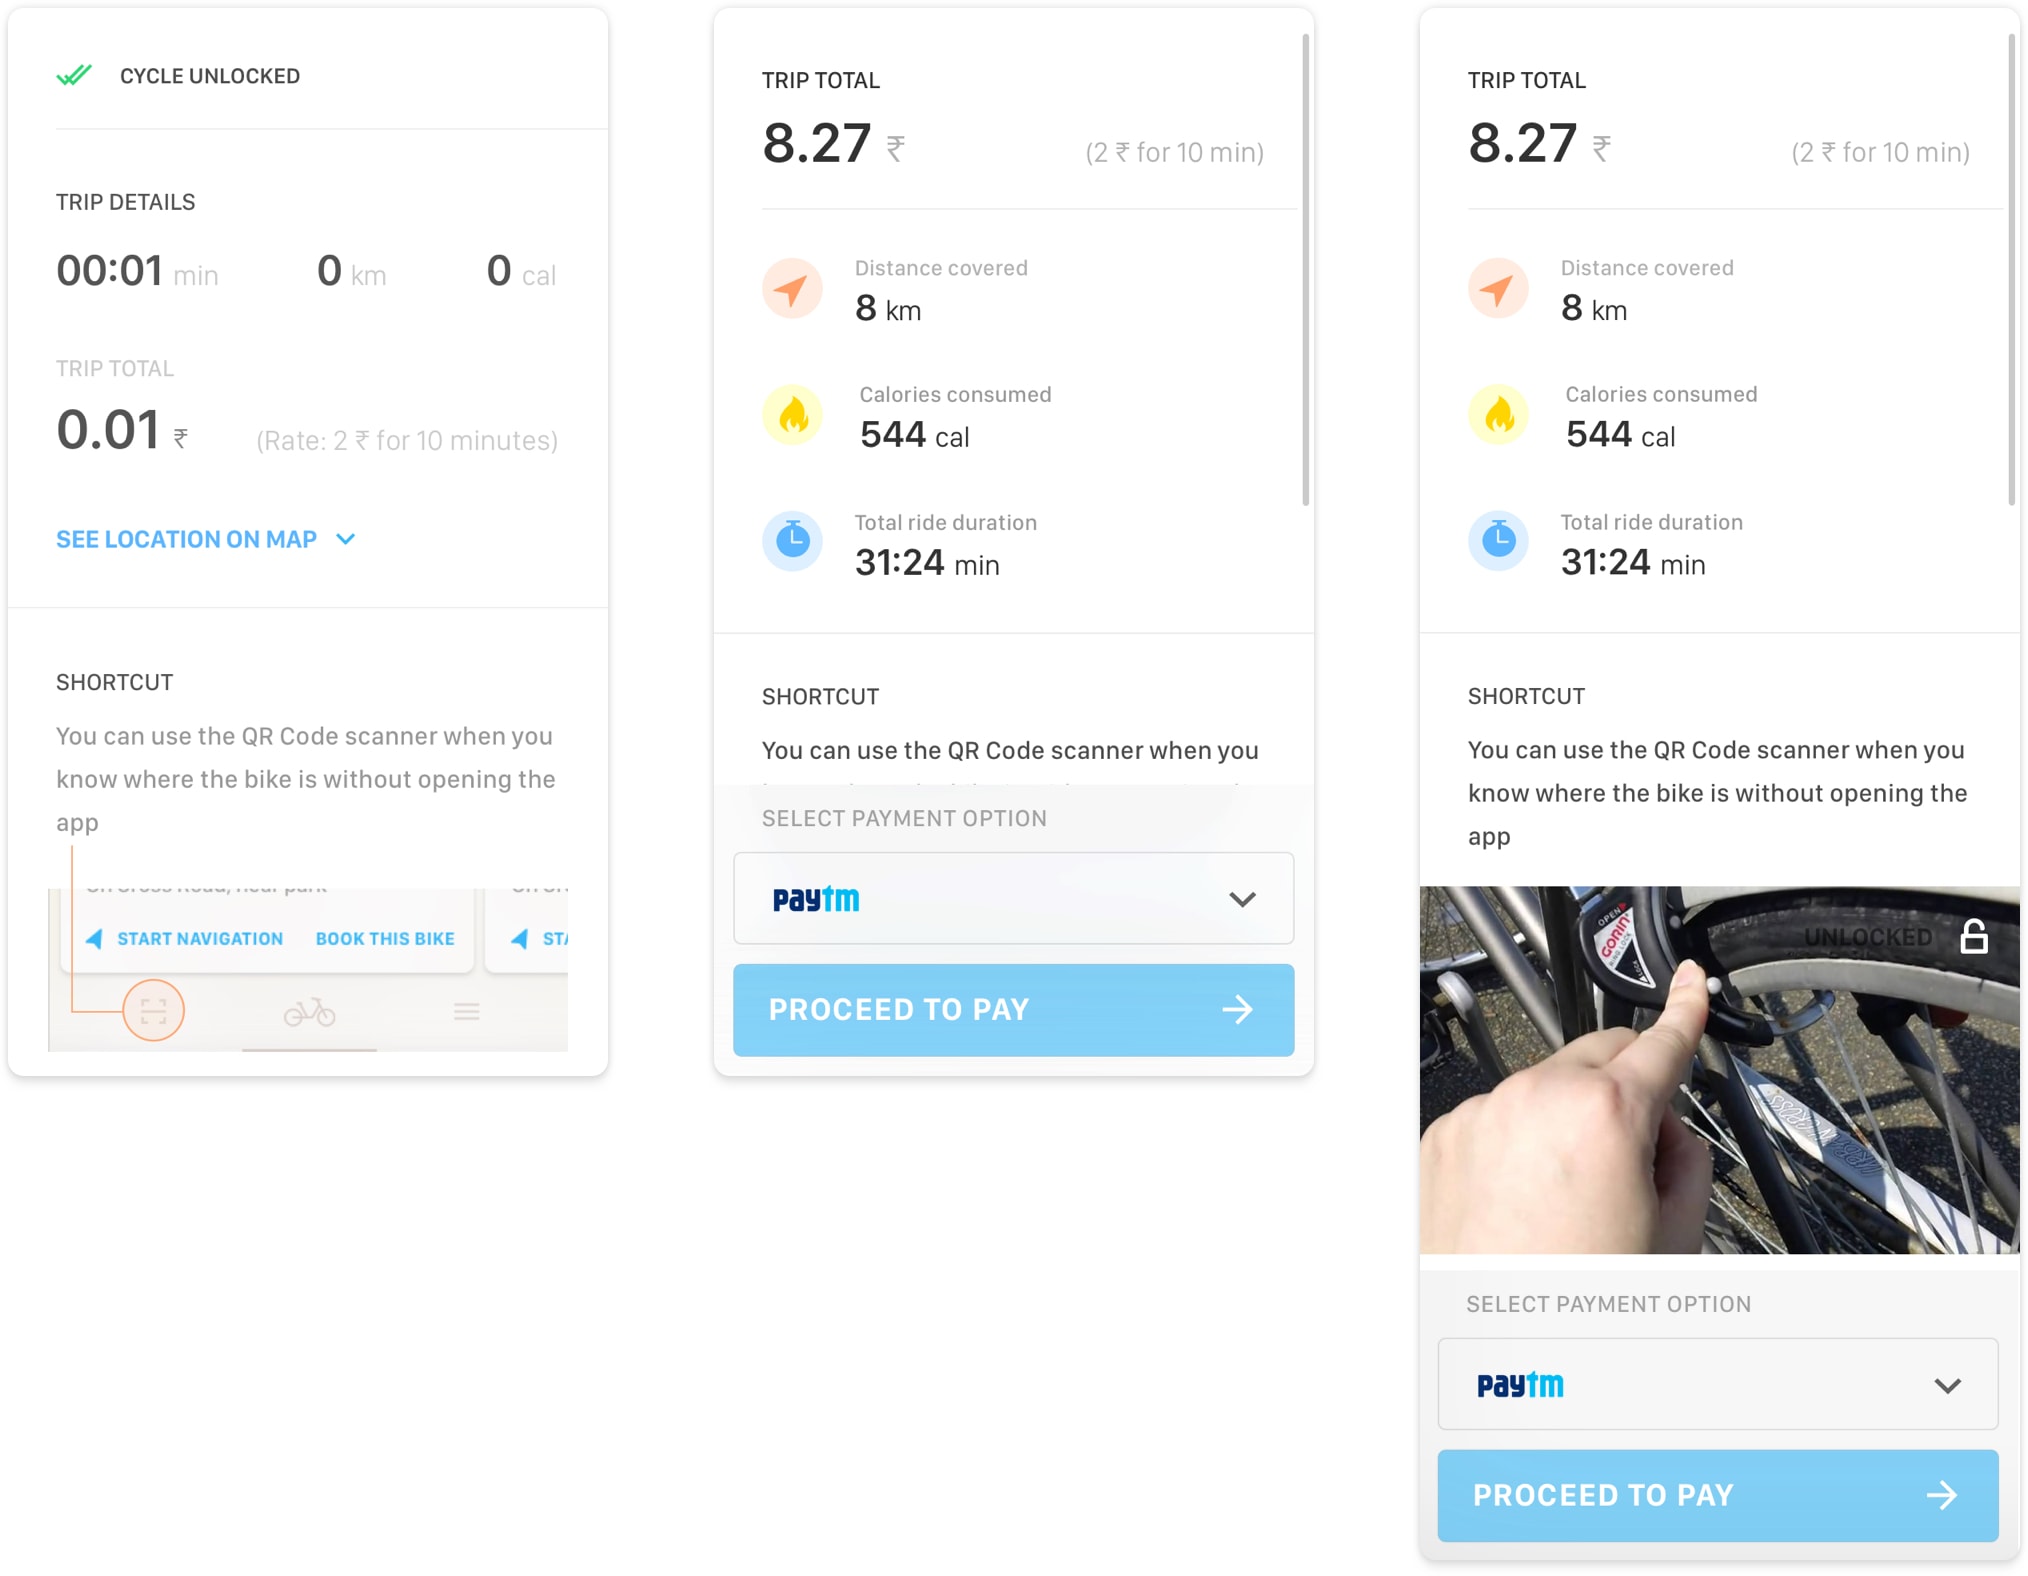 CYCLE UNLOCKED
TRIP DETAILS
00:01 min
0 km
0 cal
TRIP TOTAL
0.01 ₹
(Rate: 2 ₹ for 10 minutes)
SEE LOCATION ON MAP
SHORTCUT
You can use the QR Code scanner when you
know where the bike is without opening the
app
START NAVIGATION
BOOK THIS BIKE
STA
TRIP TOTAL
8.27 ₹
(2 ₹ for 10 min)
Distance covered
8 km
Calories consumed
544 cal
Total ride duration
31:24 min
SHORTCUT
You can use the QR Code scanner when you
SELECT PAYMENT OPTION
paytm
PROCEED TO PAY
TRIP TOTAL
8.27 ₹
(2 ₹ for 10 min)
Distance covered
8 km
Calories consumed
544 cal
Total ride duration
31:24 min
SHORTCUT
You can use the QR Code scanner when you
know where the bike is without opening the
app
OPEN
GORIN
RING LOCK
LOCK
UNLOCKED
SELECT PAYMENT OPTION
paytm
PROCEED TO PAY